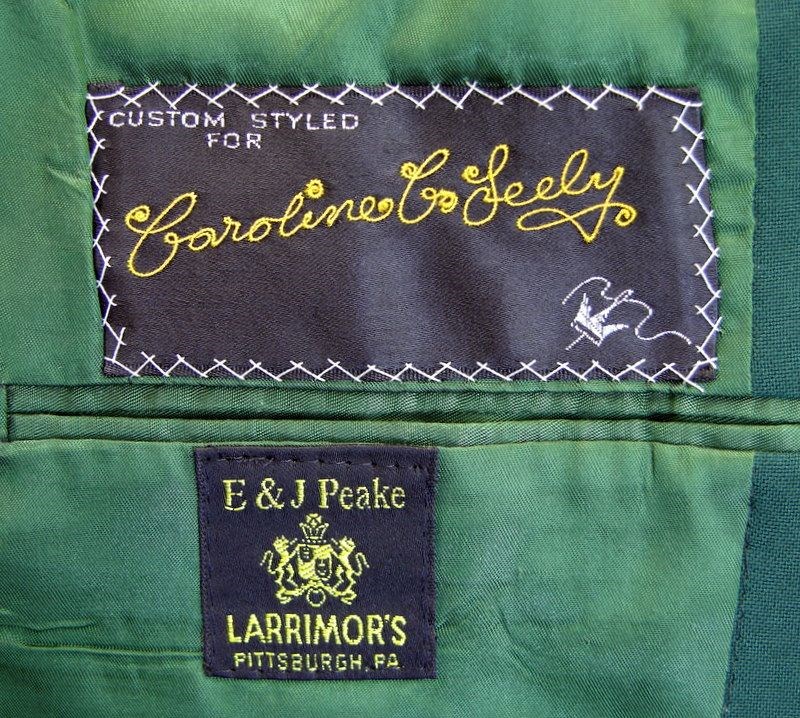 CUSTOM STYLED
FOR
Caroline C. Seely
E & J Peake
LARRIMOR'S
PITTSBURGH, PA